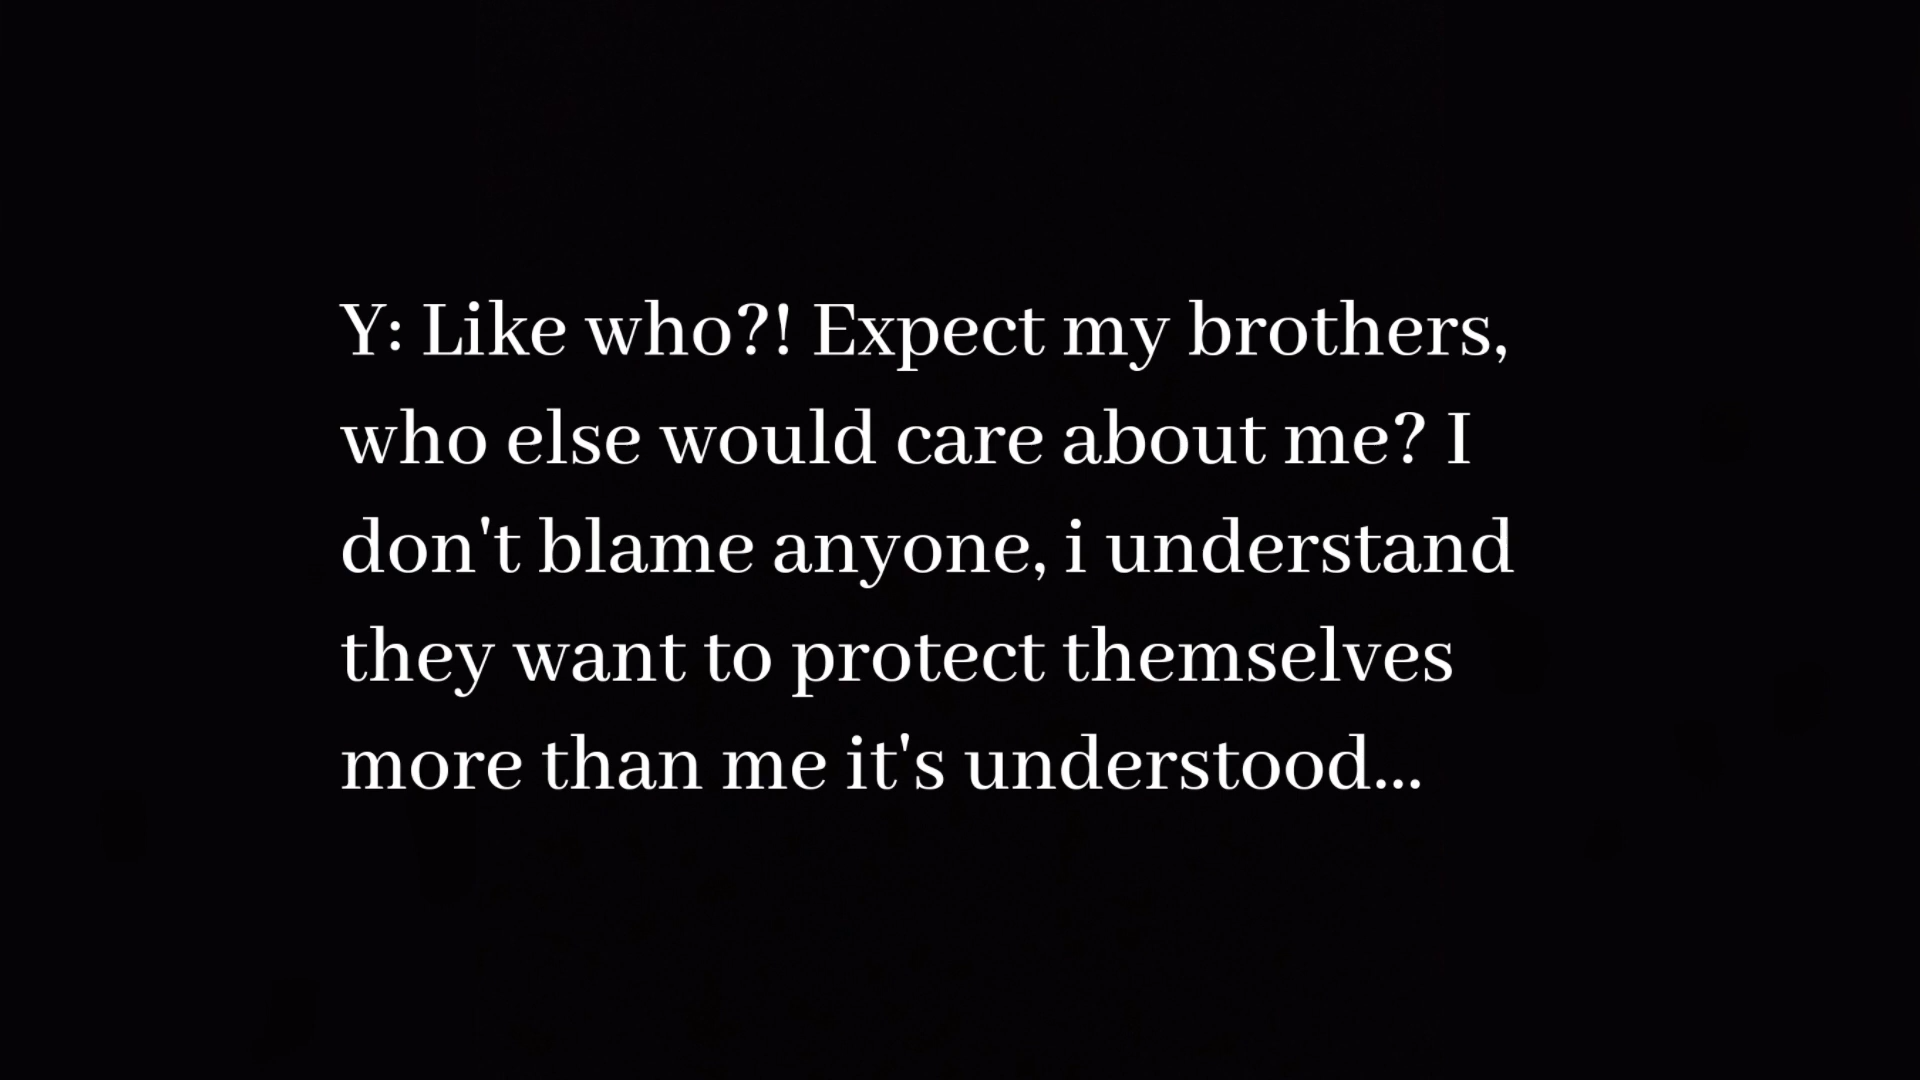 Y: Like who?! Expect my brothers,
who else would care about me? I
don't blame anyone, i understand
they want to protect themselves
more than me it's understood...